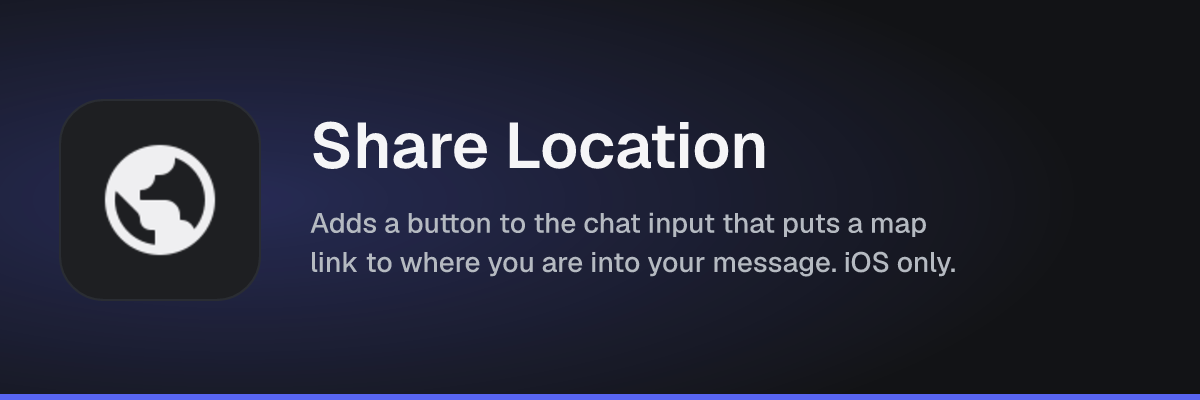 Share Location
Adds a button to the chat input that puts a map
link to where you are into your message. iOS only.